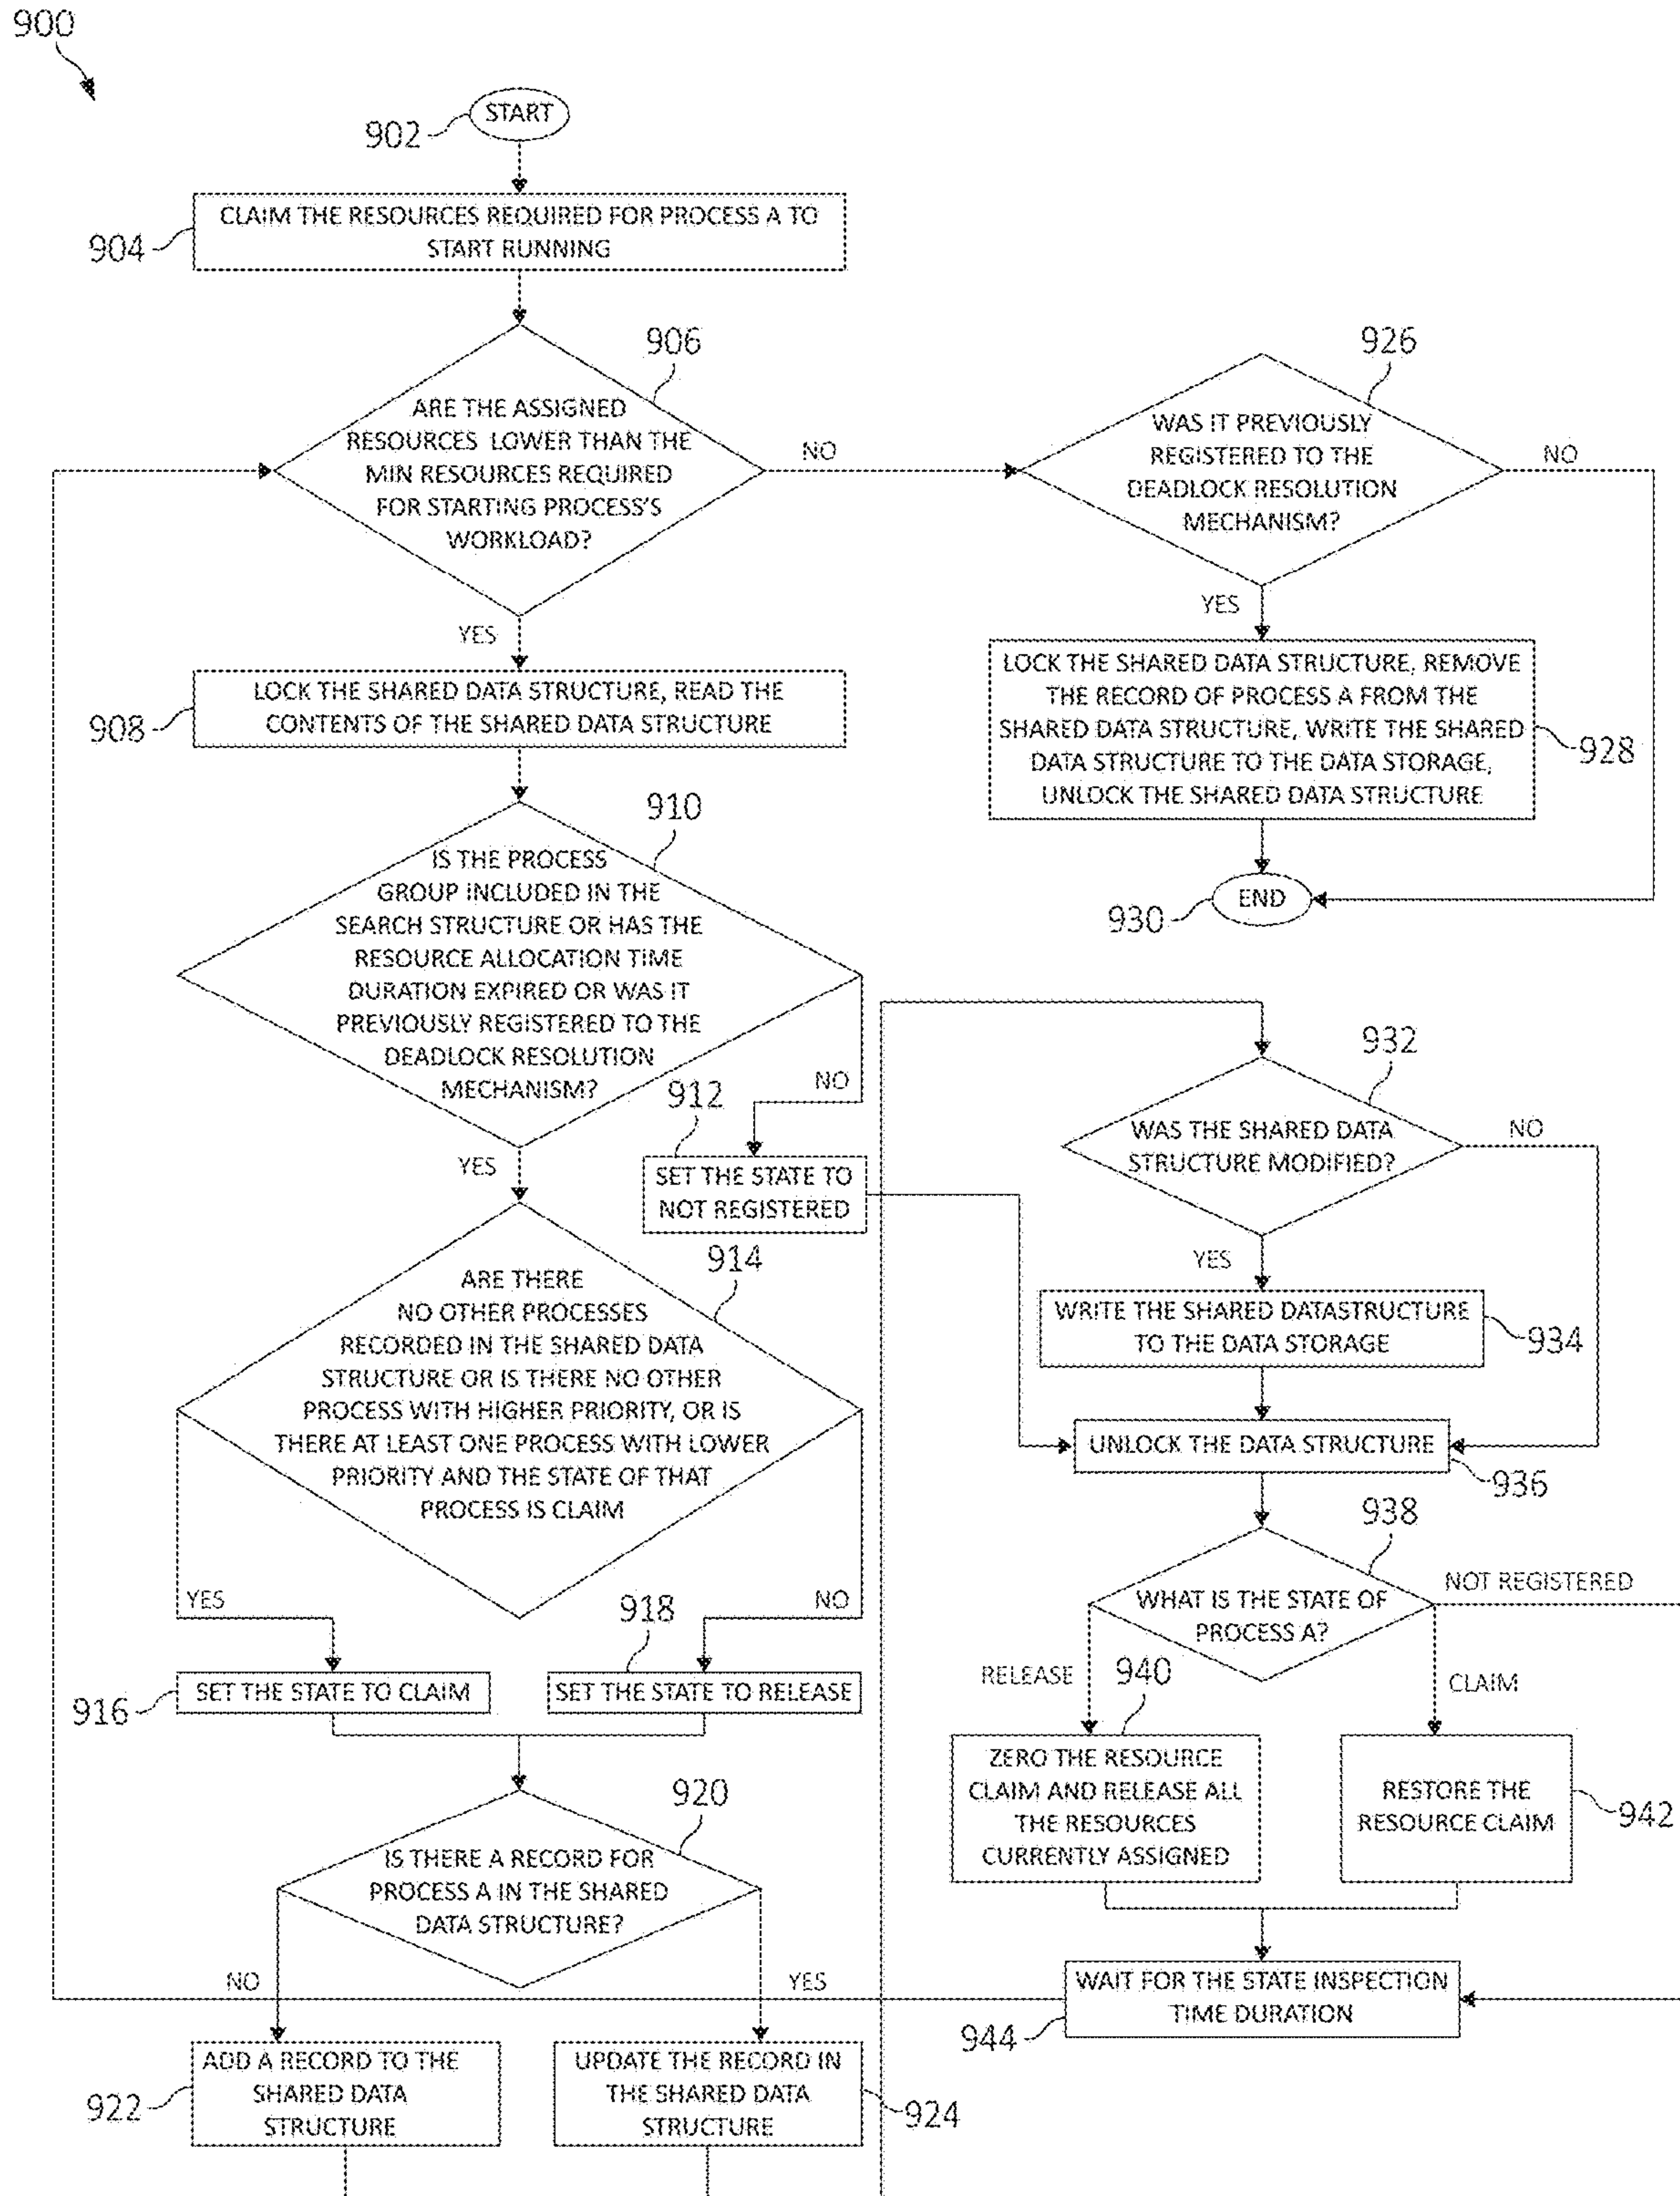 900
START
902
CLAIM THE RESOURCES REQUIRED FOR PROCESS A TO
START RUNNING
904
906
ARE THE ASSIGNED
RESOURCES LOWER THAN THE
MIN RESOURCES REQUIRED
FOR STARTING PROCESS'S
WORKLOAD?
NO
YES
926
WAS IT PREVIOUSLY
REGISTERED TO THE
DEADLOCK RESOLUTION
MECHANISM?
NO
YES
LOCK THE SHARED DATA STRUCTURE, READ THE
CONTENTS OF THE SHARED DATA STRUCTURE
908
LOCK THE SHARED DATA STRUCTURE, REMOVE
THE RECORD OF PROCESS A FROM THE
SHARED DATA STRUCTURE, WRITE THE SHARED
DATA STRUCTURE TO THE DATA STORAGE,
UNLOCK THE SHARED DATA STRUCTURE
928
END
930
910
IS THE PROCESS
GROUP INCLUDED IN THE
SEARCH STRUCTURE OR HAS THE
RESOURCE ALLOCATION TIME
DURATION EXPIRED OR WAS IT
PREVIOUSLY REGISTERED TO THE
DEADLOCK RESOLUTION
MECHANISM?
NO
YES
912
SET THE STATE TO
NOT REGISTERED
914
ARE THERE
NO OTHER PROCESSES
RECORDED IN THE SHARED DATA
STRUCTURE OR IS THERE NO OTHER
PROCESS WITH HIGHER PRIORITY, OR IS
THERE AT LEAST ONE PROCESS WITH LOWER
PRIORITY AND THE STATE OF THAT
PROCESS IS CLAIM
YES
NO
918
SET THE STATE TO CLAIM
916
SET THE STATE TO RELEASE
920
IS THERE A RECORD FOR
PROCESS A IN THE SHARED
DATA STRUCTURE?
NO
YES
ADD A RECORD TO THE
SHARED DATA
STRUCTURE
922
UPDATE THE RECORD IN
THE SHARED DATA
STRUCTURE
924
932
WAS THE SHARED DATA
STRUCTURE MODIFIED?
NO
YES
WRITE THE SHARED DATASTRUCTURE
TO THE DATA STORAGE
934
UNLOCK THE DATA STRUCTURE
936
938
WHAT IS THE STATE OF
PROCESS A?
NOT REGISTERED
RELEASE
CLAIM
940
ZERO THE RESOURCE
CLAIM AND RELEASE ALL
THE RESOURCES
CURRENTLY ASSIGNED
RESTORE THE
RESOURCE CLAIM
942
WAIT FOR THE STATE INSPECTION
TIME DURATION
944